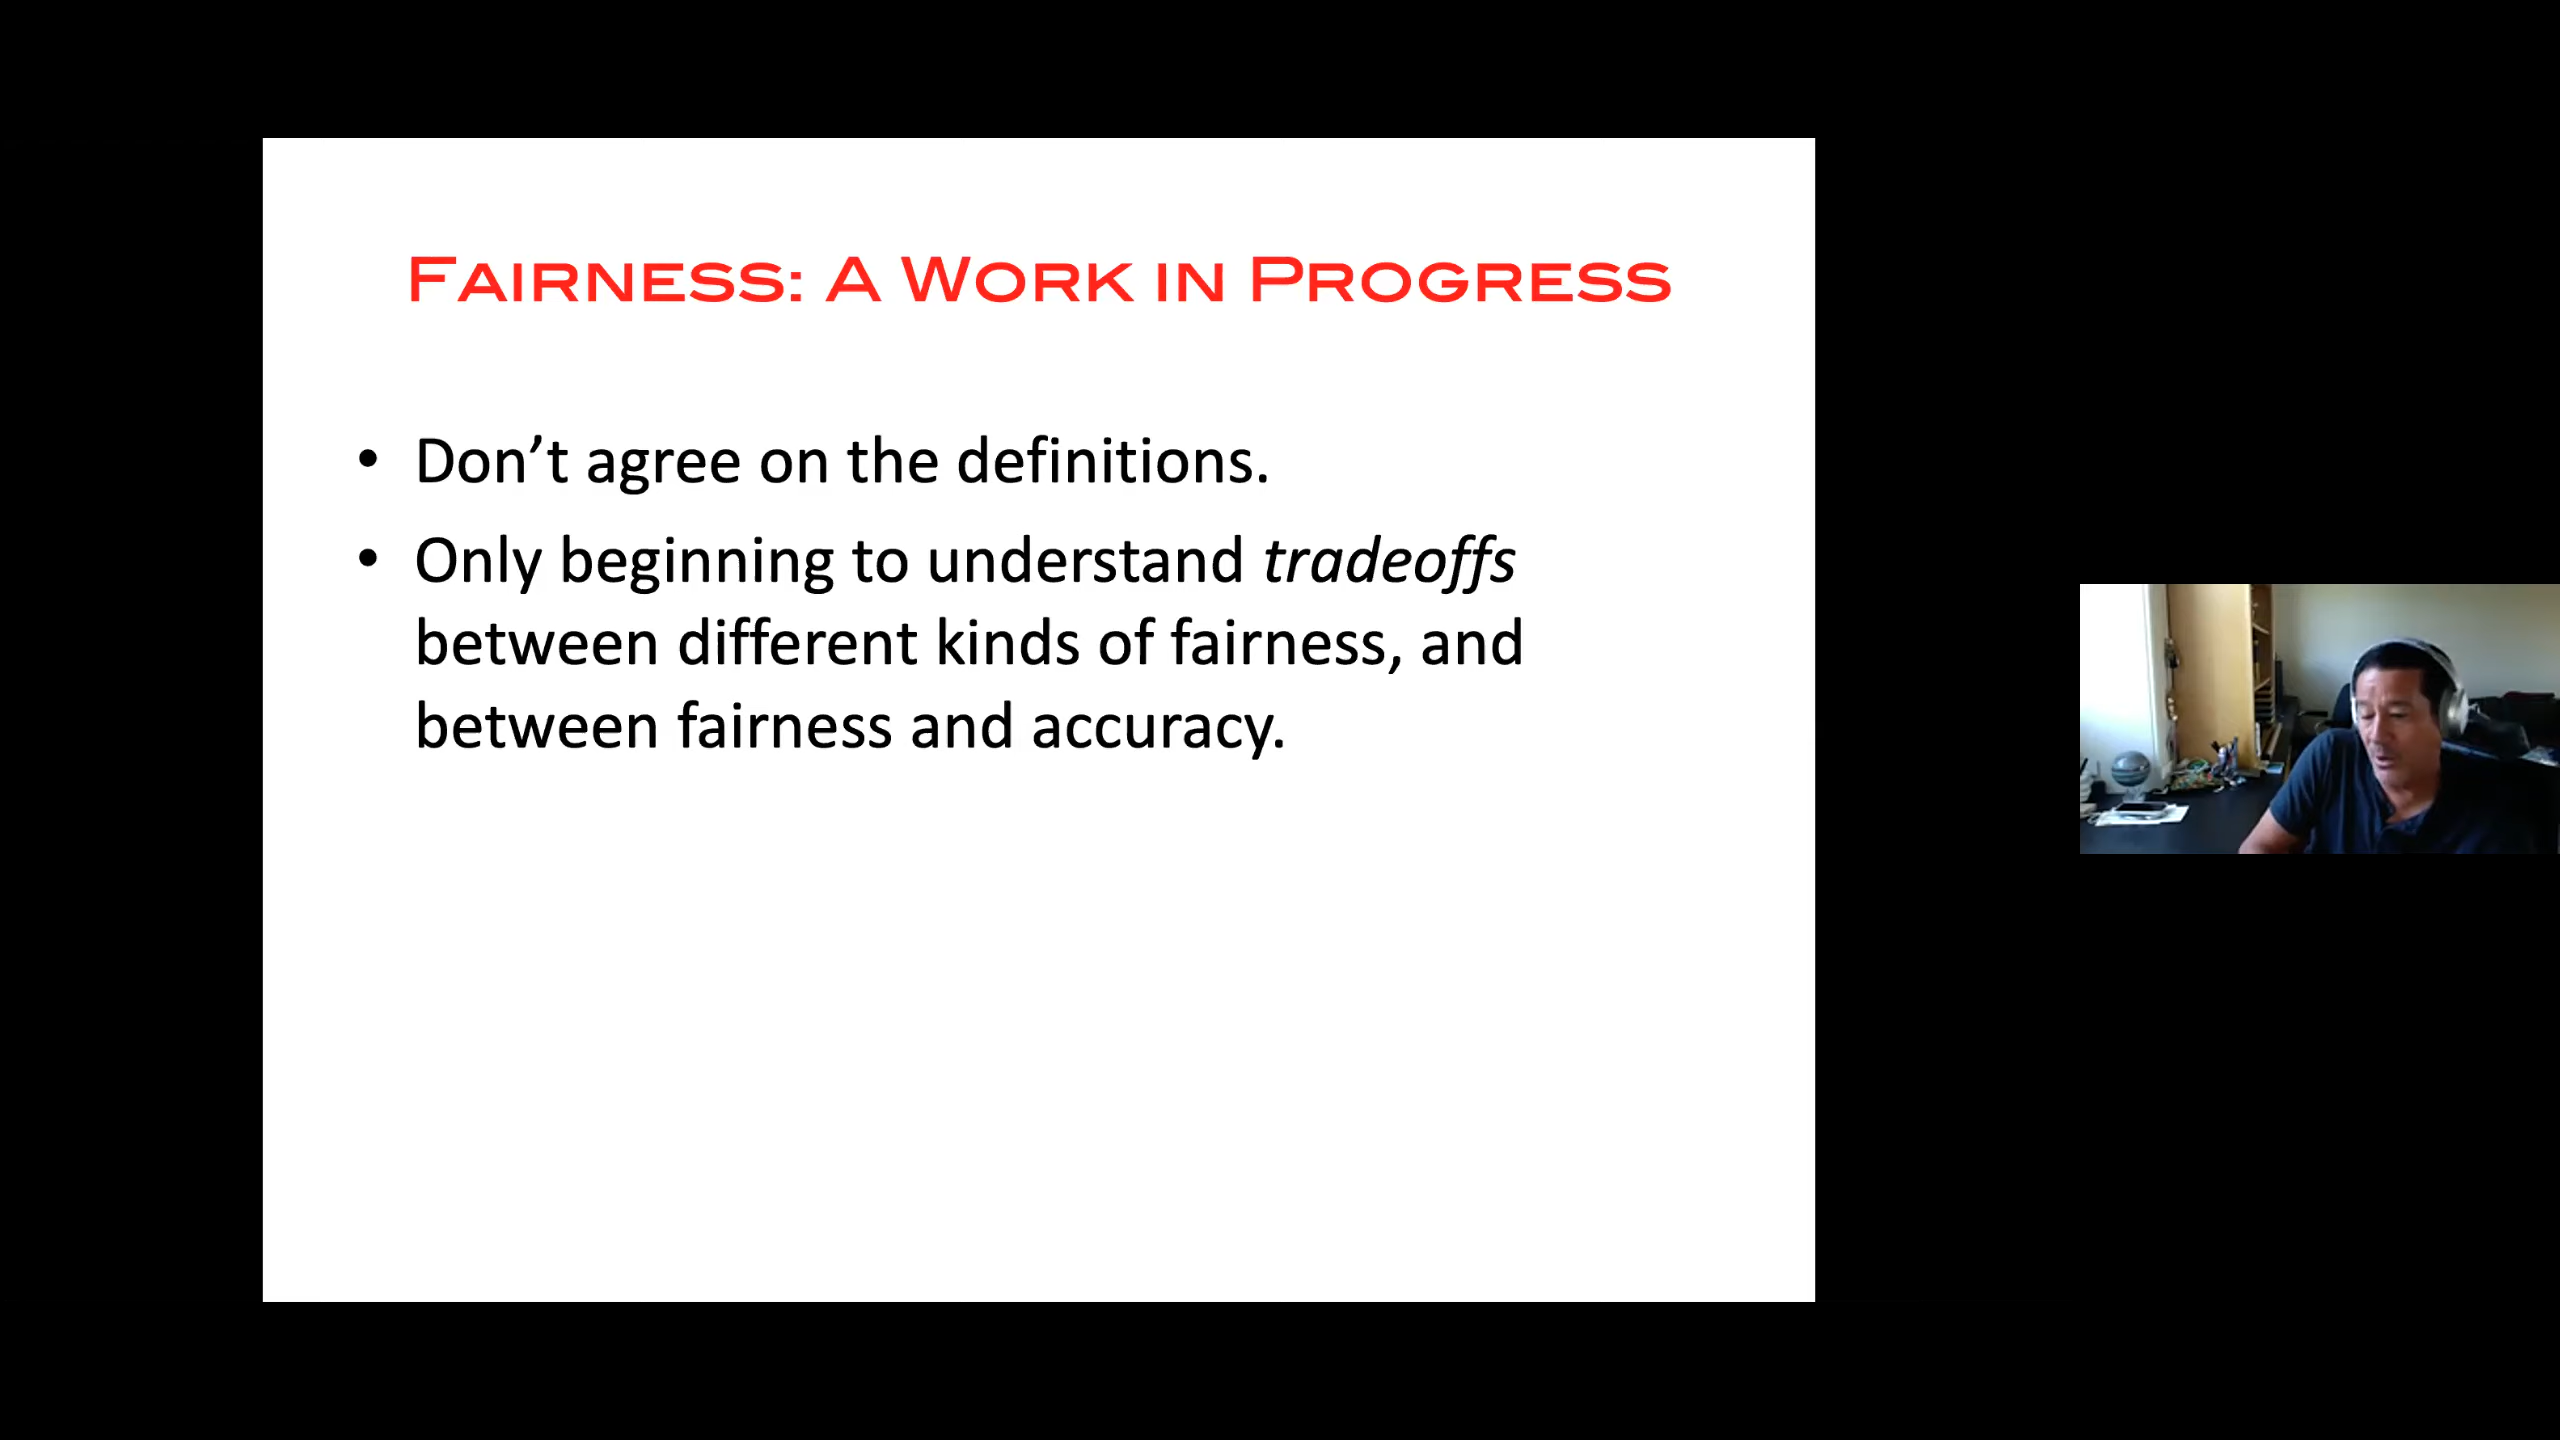 Fairness: A Work in Progress
• Don’t agree on the definitions.
• Only beginning to understand tradeoffs
between different kinds of fairness, and
between fairness and accuracy.